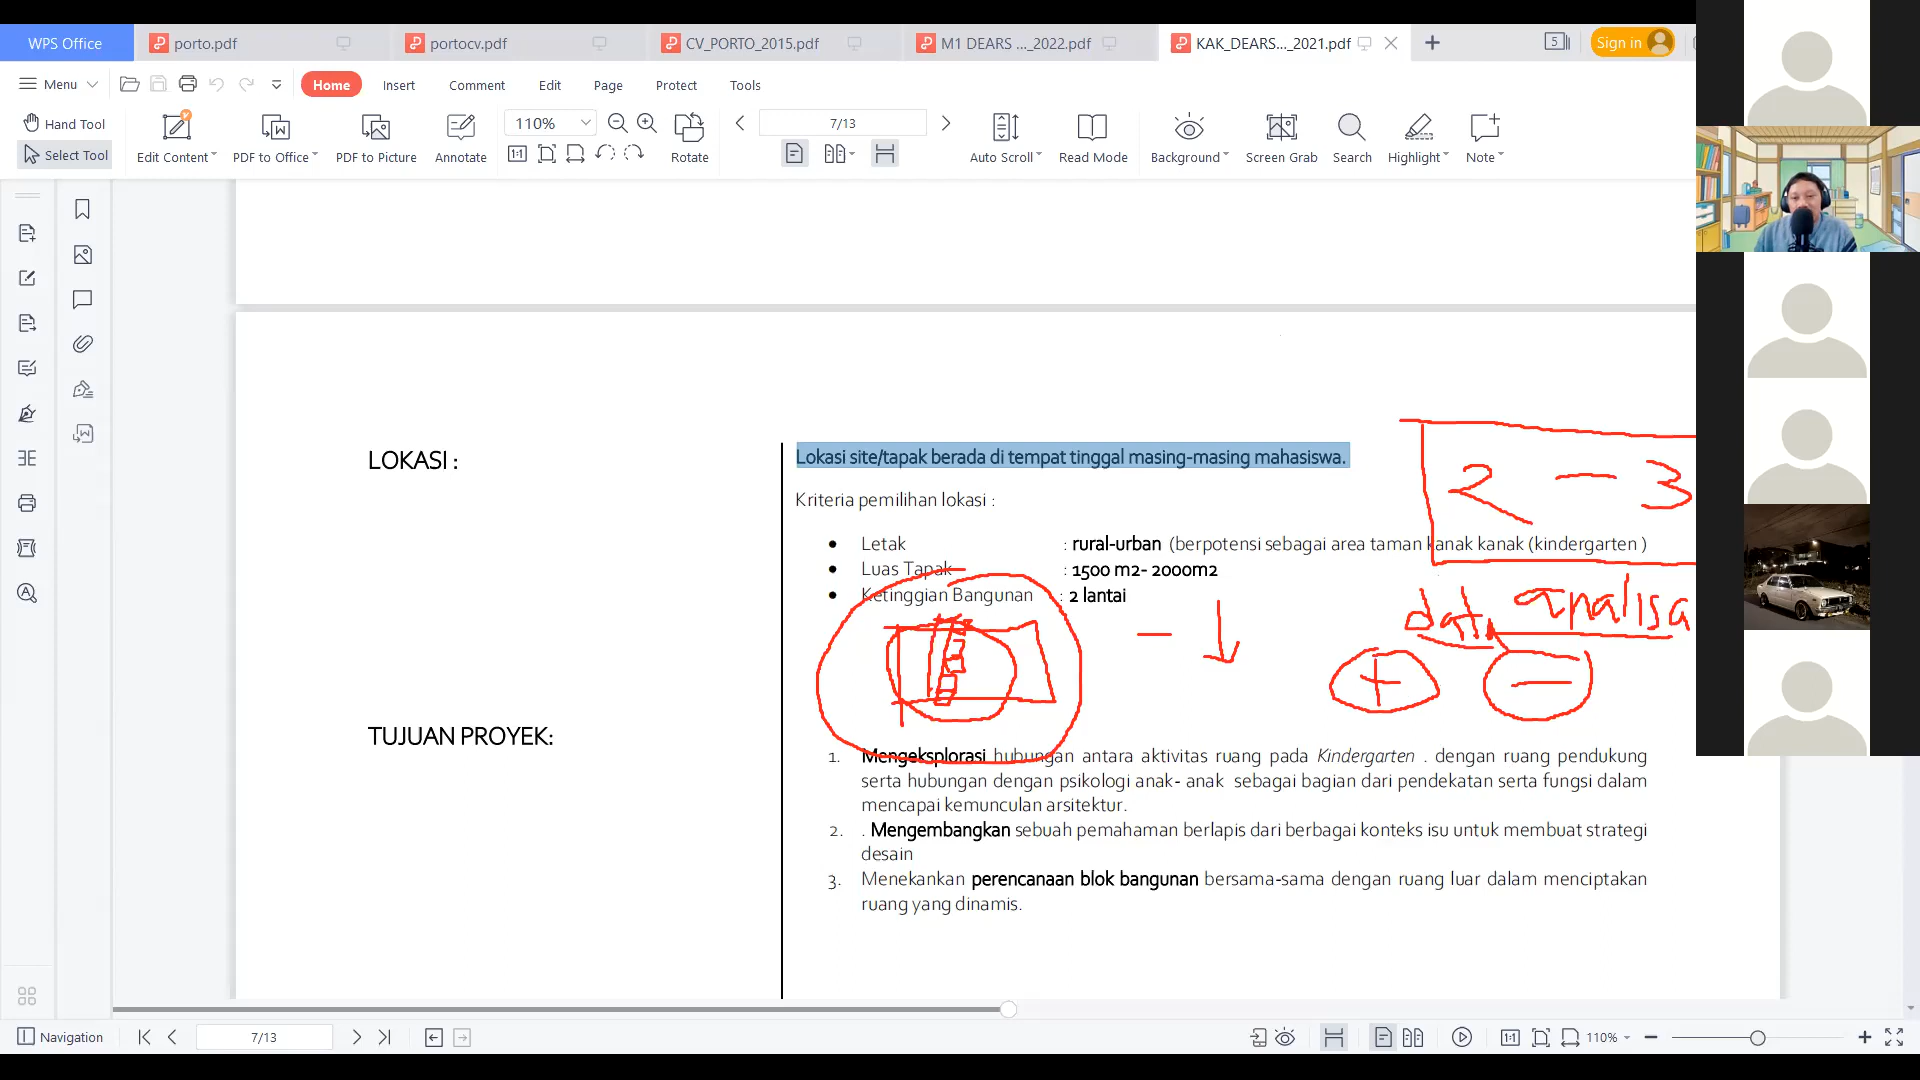 WPS Office
porto.pdf
portocv.pdf
CV_PORTO_2015.pdf
M1 DEARS ..._2022.pdf
KAK_DEARS..._2021.pdf
5
Sign in
Menu
Home
Insert
Comment
Edit
Page
Protect
Tools
Hand Tool
Select Tool
Edit Content
PDF to Office
PDF to Picture
Annotate
110%
1:1
Rotate
7/13
Auto Scroll
Read Mode
Background
Screen Grab
Search
Highlight
Note
LOKASI :
Lokasi site/tapak berada di tempat tinggal masing-masing mahasiswa.
Kriteria pemilihan lokasi :
• Letak : rural-urban (berpotensi sebagai area taman kanak kanak (kindergarten )
• Luas Tapak : 1500 m2- 2000m2
• Ketinggian Bangunan : 2 lantai
2 - 3
data analisa
+ -
TUJUAN PROYEK:
1. Mengeksplorasi hubungan antara aktivitas ruang pada Kindergarten . dengan ruang pendukung
serta hubungan dengan psikologi anak- anak sebagai bagian dari pendekatan serta fungsi dalam
mencapai kemunculan arsitektur.
2. . Mengembangkan sebuah pemahaman berlapis dari berbagai konteks isu untuk membuat strategi
desain
3. Menekankan perencanaan blok bangunan bersama-sama dengan ruang luar dalam menciptakan
ruang yang dinamis.
Navigation
7/13
1:1
110%